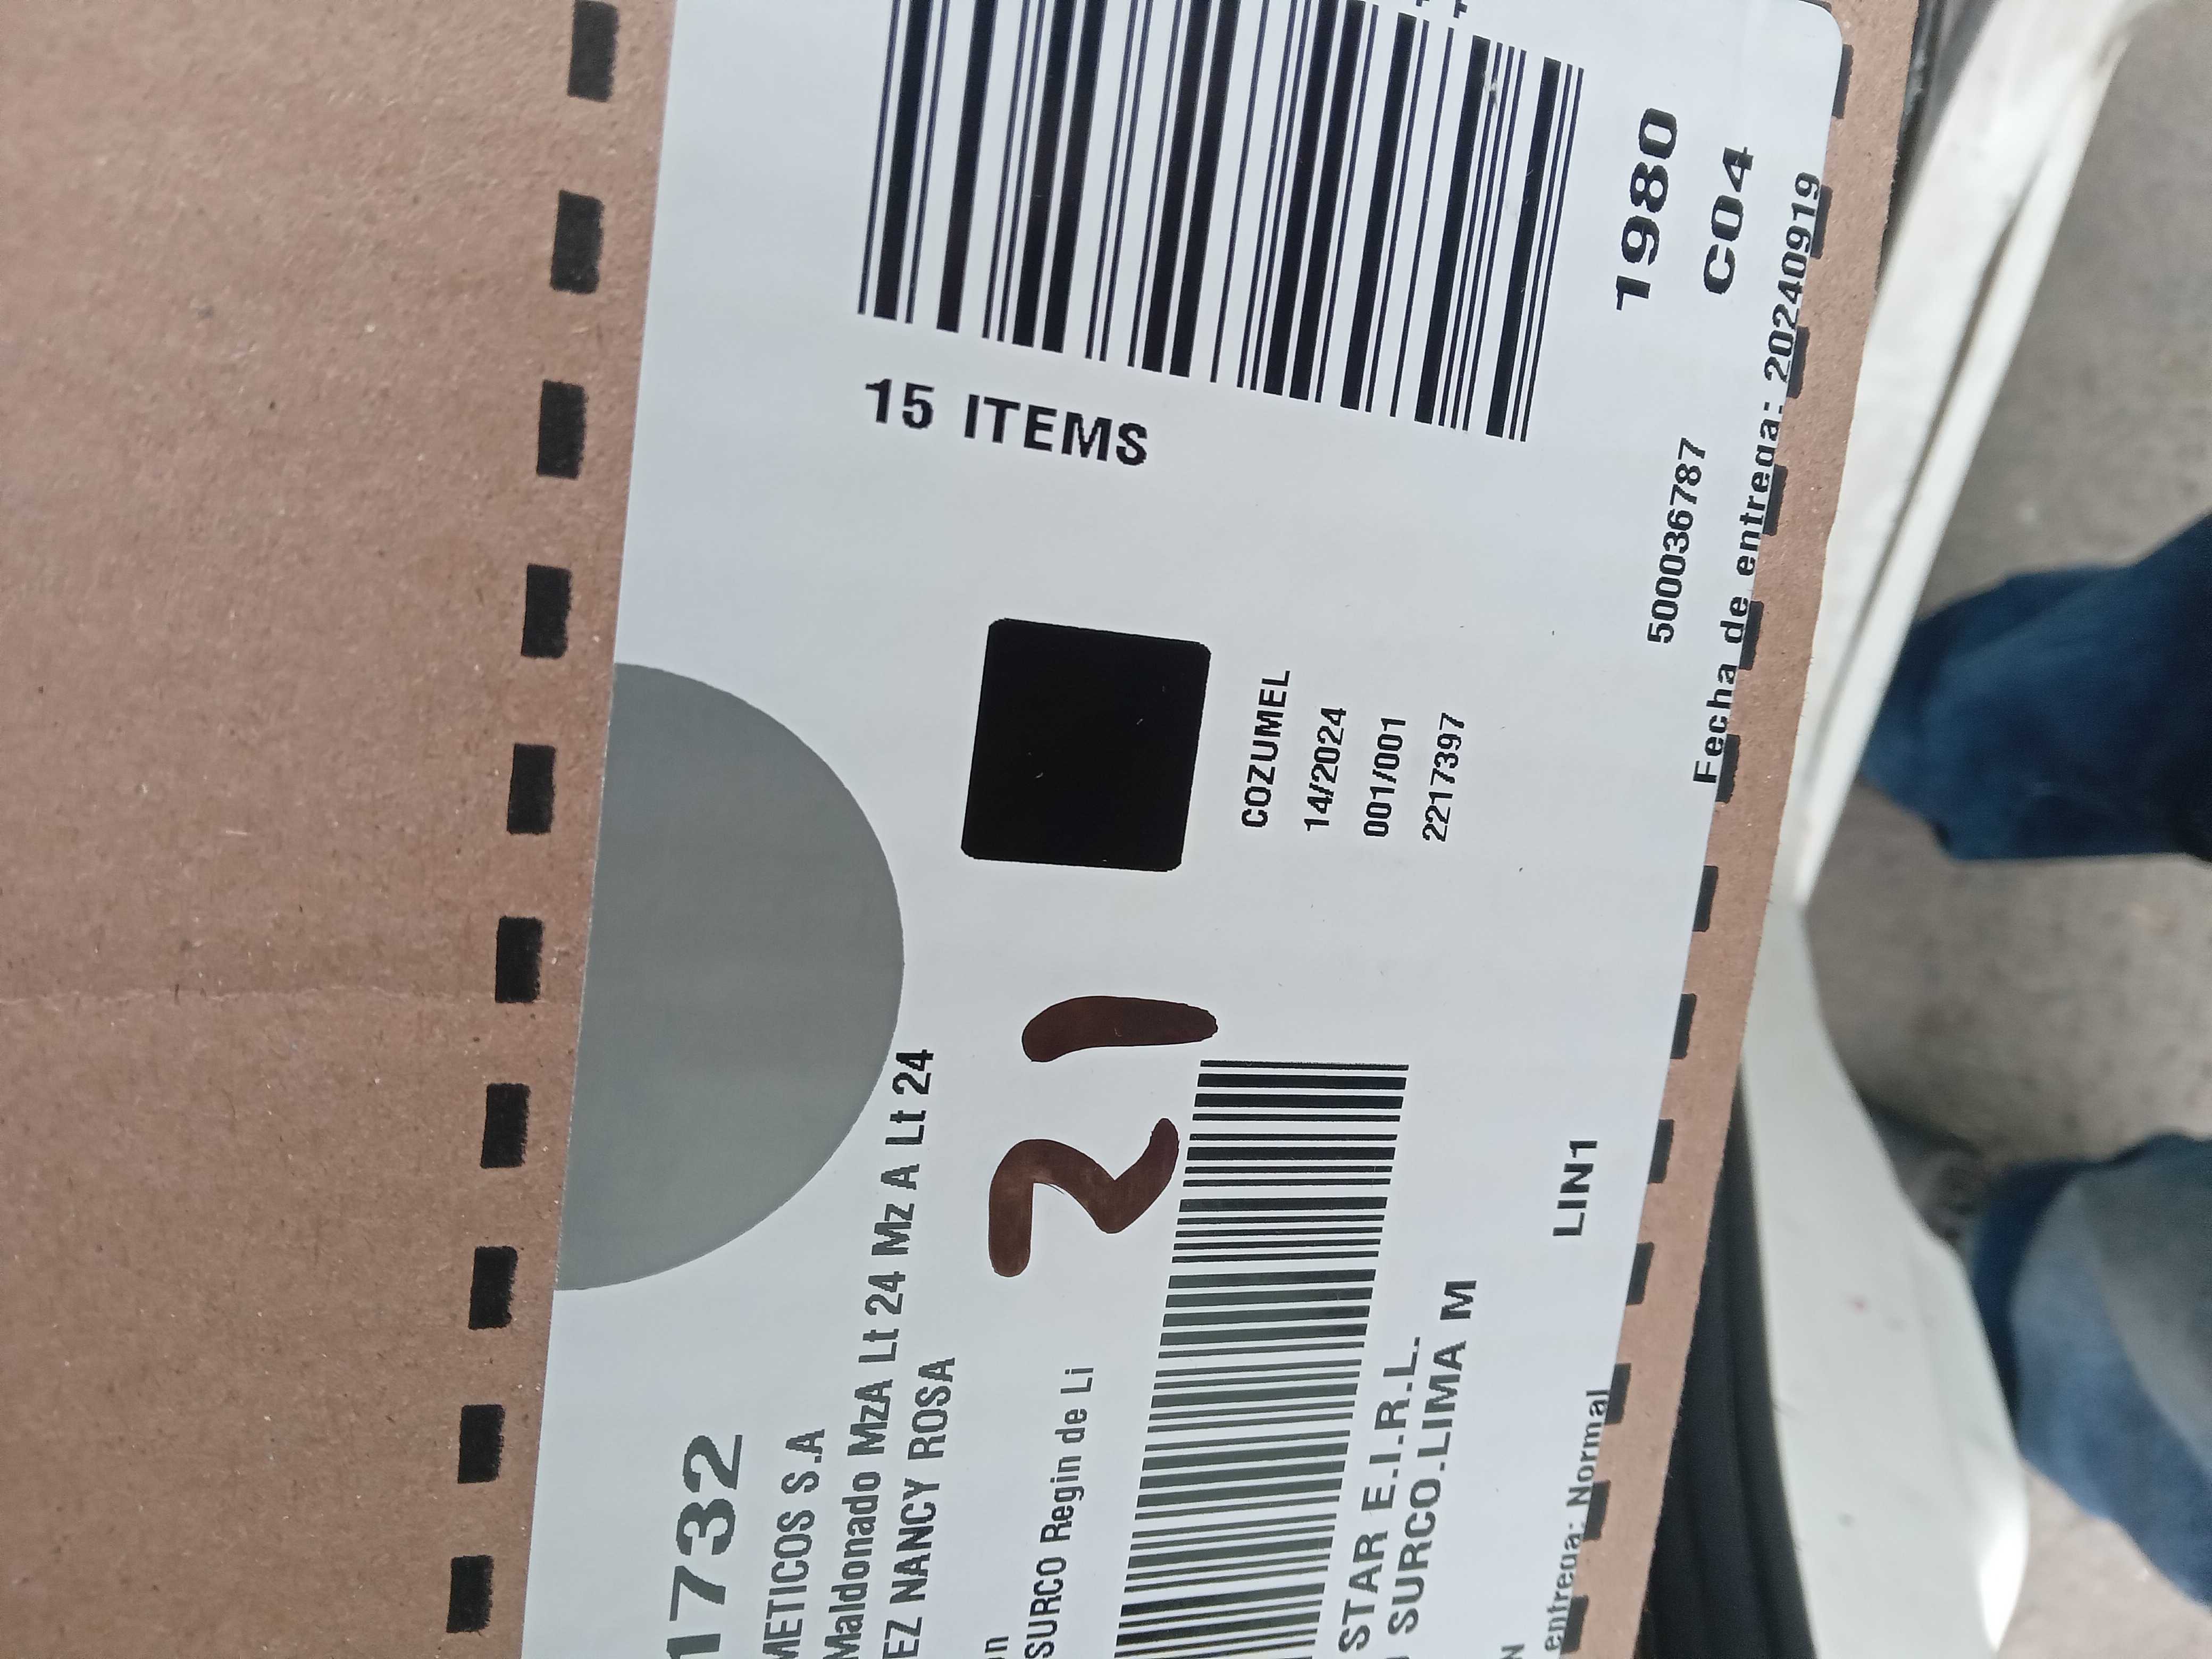 1732
METICOS S.A
Maldonado MzA Lt 24 Mz A Lt 24
EZ NANCY ROSA
SURCO Regin de Li
21
STAR E.I.R.L.
SURCO.LIMA M
LIN1
entrega: Normal
15 ITEMS
COZUMEL
14/2024
001/001
2217397
1980
C04
500036787
Fecha de entrega: 20240919